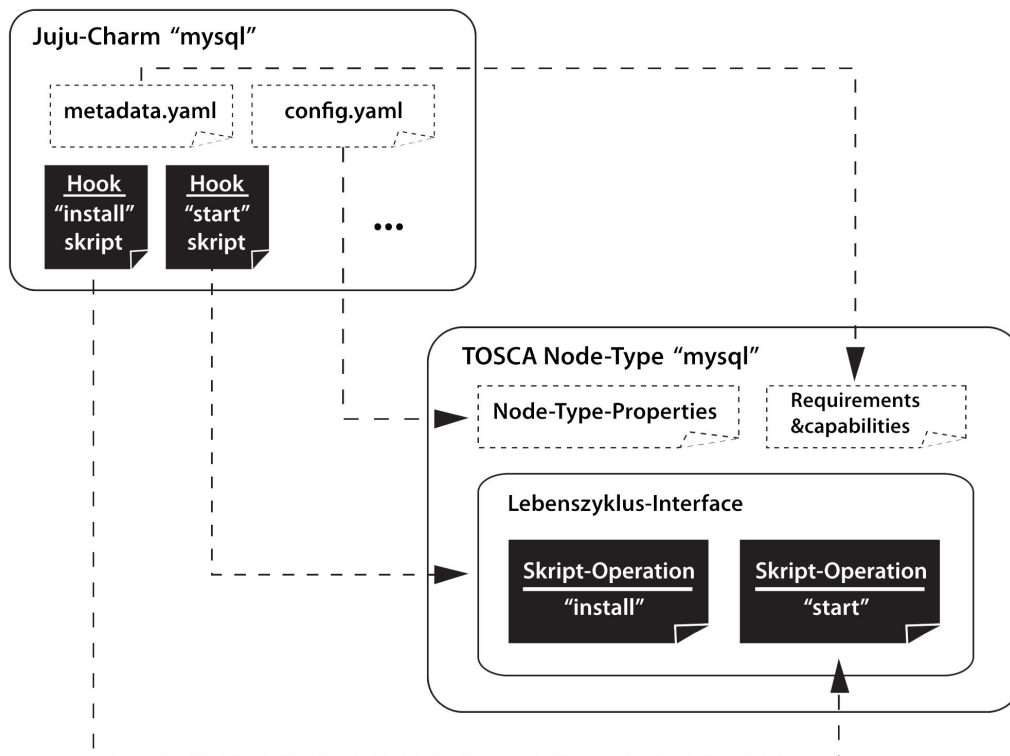 Juju-Charm “mysql”
metadata.yaml
config.yaml
Hook
“install”
skript
Hook
“start”
skript
...
TOSCA Node-Type “mysql”
Node-Type-Properties
Requirements
&capabilities
Lebenszyklus-Interface
Skript-Operation
“install”
Skript-Operation
“start”